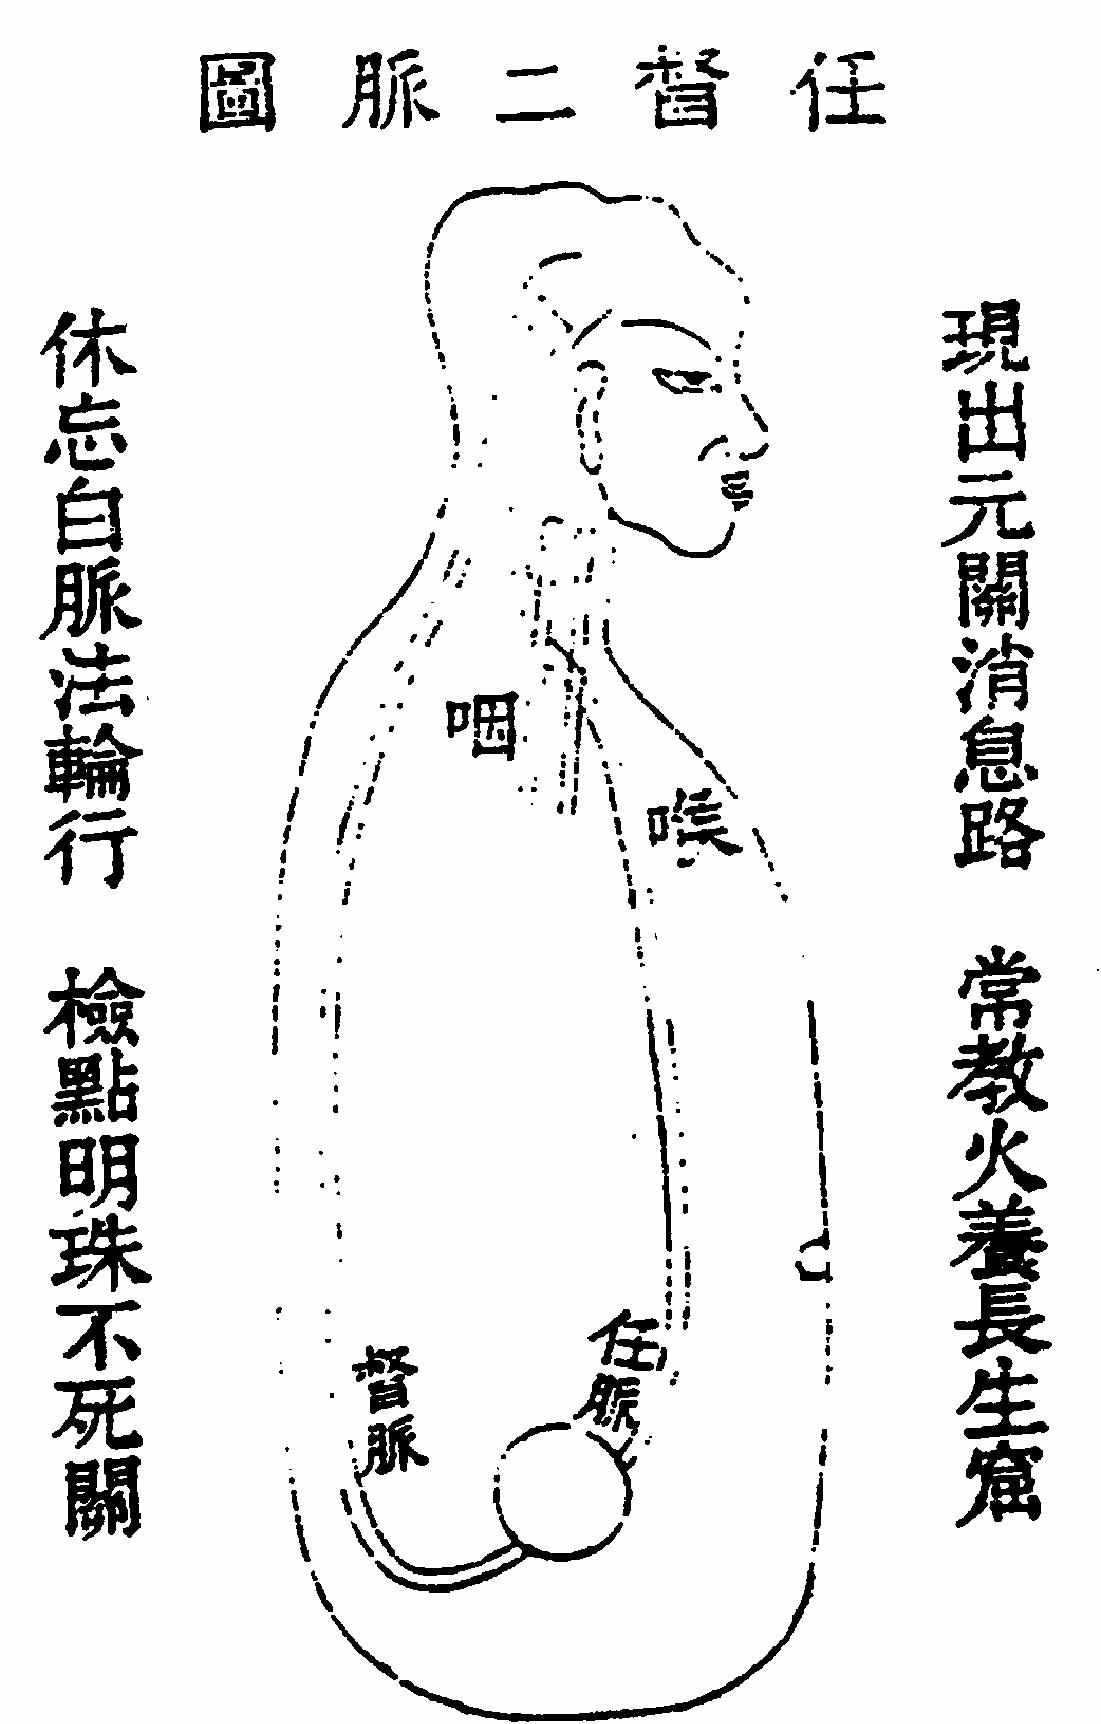 任督二脈圖
現出元關消息路 常教火養長生窟
咽
喉
任脈
督脈
休忘白脈法輪行 檢點明珠不死關